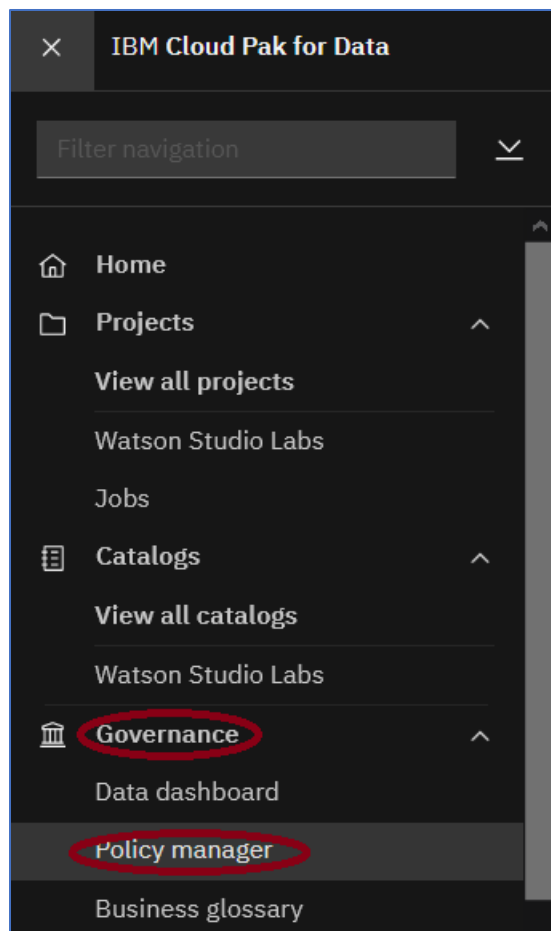 IBM Cloud Pak for Data
Filter navigation
Home
Projects
View all projects
Watson Studio Labs
Jobs
Catalogs
View all catalogs
Watson Studio Labs
Governance
Data dashboard
Policy manager
Business glossary